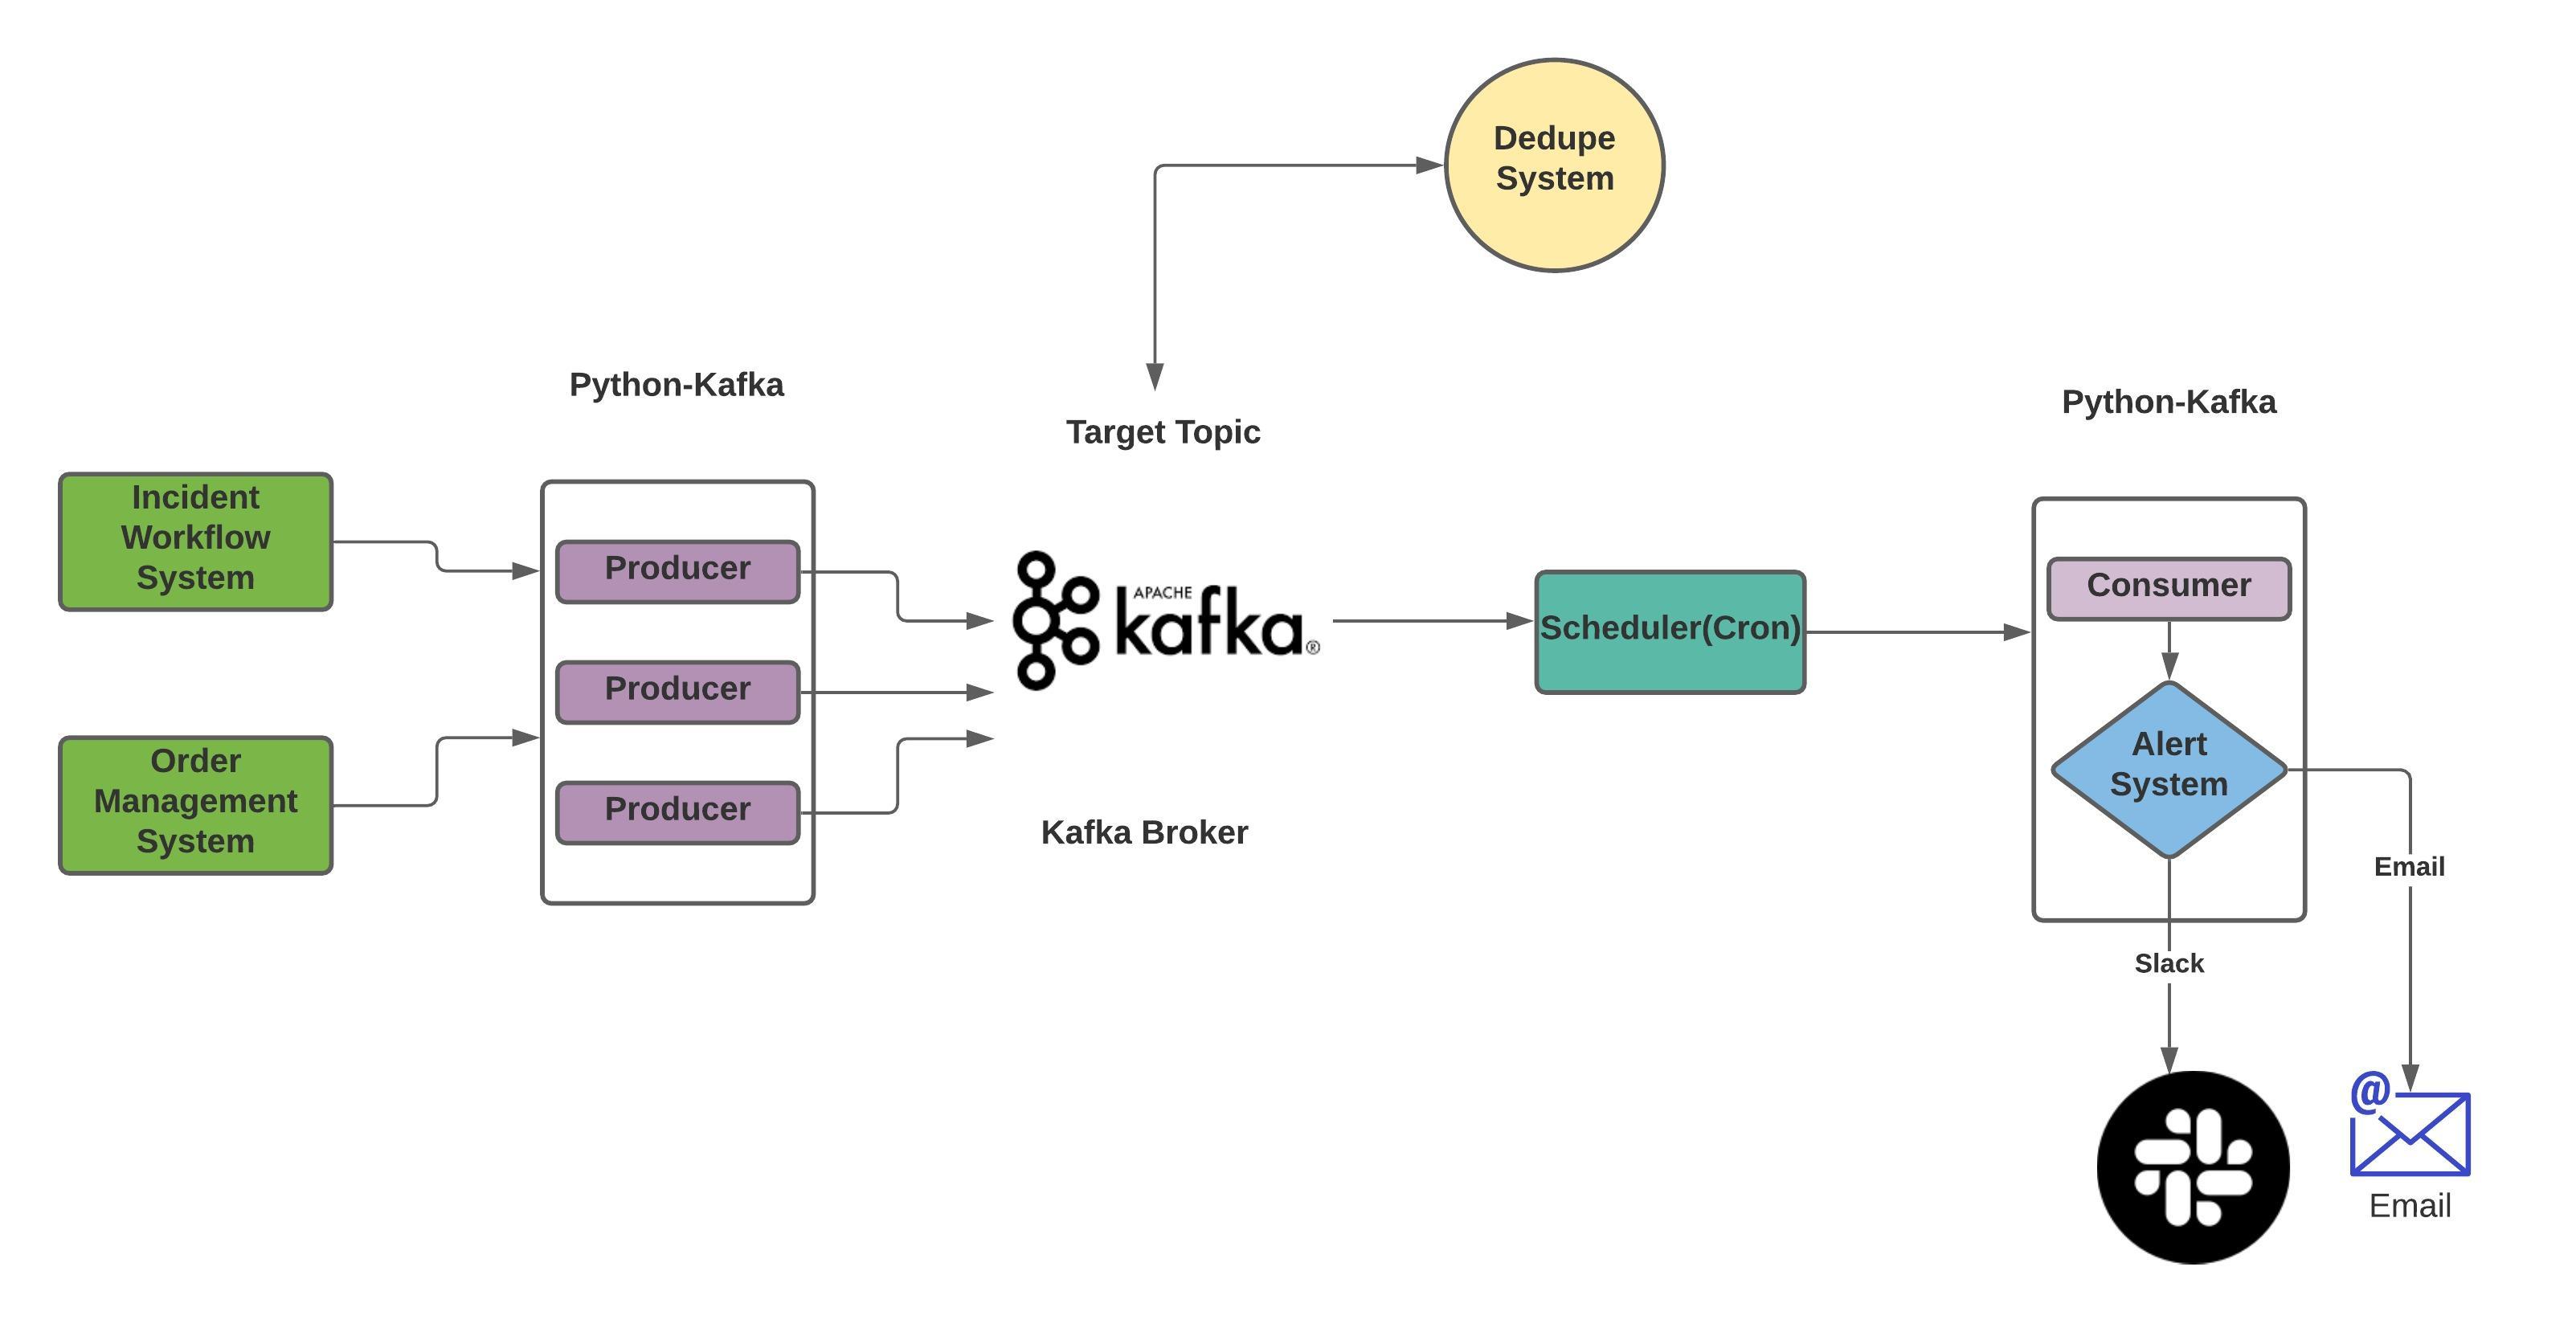 Dedupe
System
Python-Kafka
Target Topic
Python-Kafka
Incident
Workflow
System
Producer
Producer
Producer
APACHE
kafka®
Scheduler(Cron)
Consumer
Alert
System
Order
Management
System
Kafka Broker
Email
Slack
@
Email